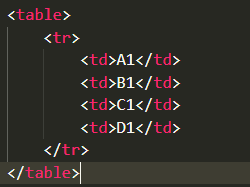 <table>
    <tr>
        <td>A1</td>
        <td>B1</td>
        <td>C1</td>
        <td>D1</td>
    </tr>
</table>